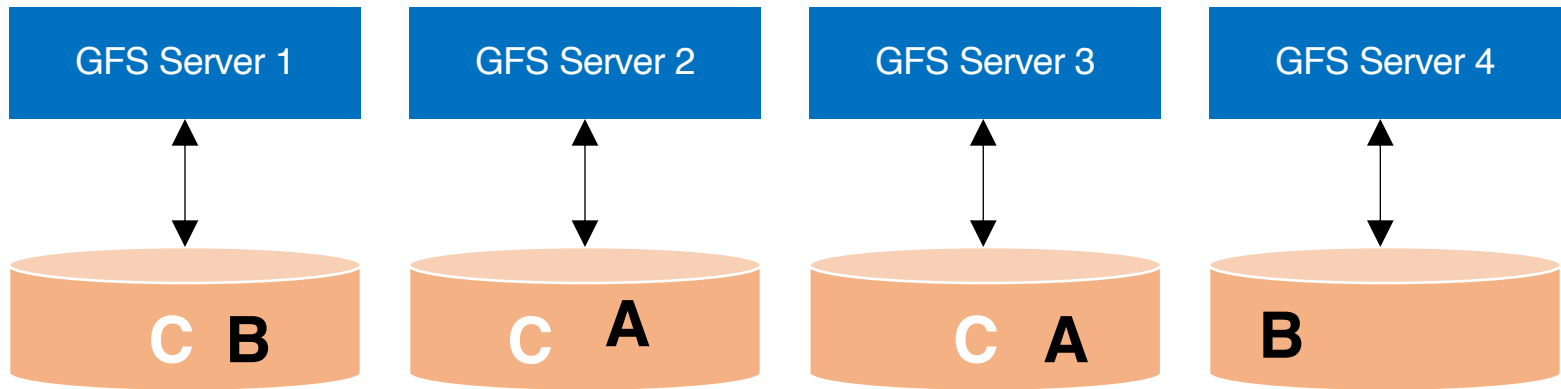 GFS Server 1 GFS Server 2 GFS Server 3 GFS Server 4
C B C A C A B